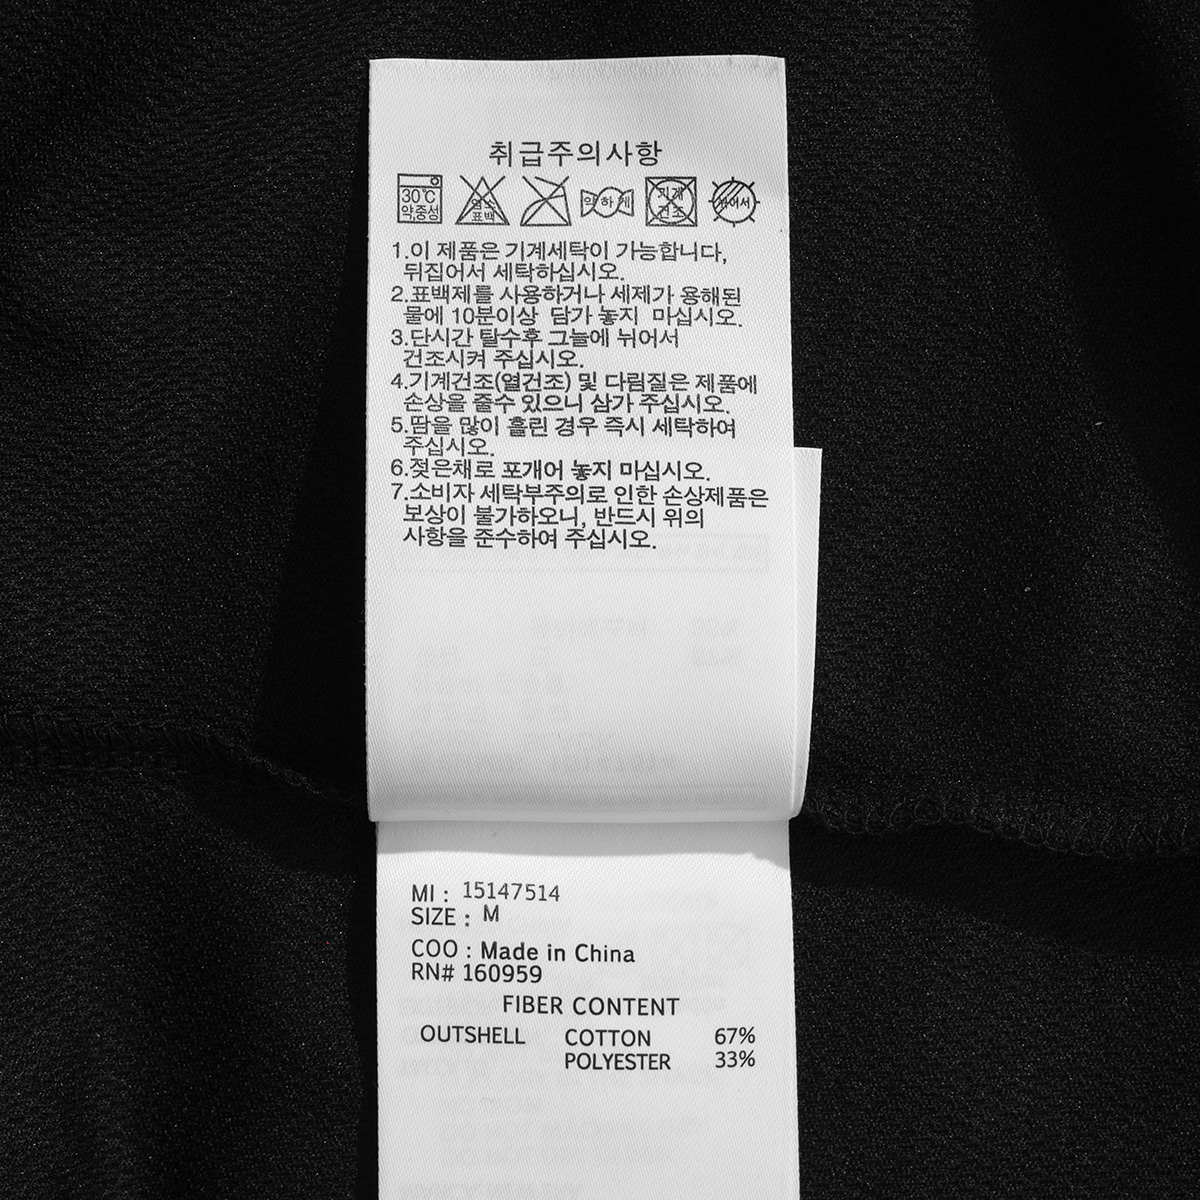 취급주의사항
30℃
약,중성
염소
표백
약하게
기계
건조
뉘어서
1.이 제품은 기계세탁이 가능합니다,
뒤집어서 세탁하십시오.
2.표백제를 사용하거나 세제가 용해된
물에 10분이상 담가 놓지 마십시오.
3.단시간 탈수후 그늘에 뉘어서
건조시켜 주십시오.
4.기계건조(열건조) 및 다림질은 제품에
손상을 줄수 있으니 삼가 주십시오.
5.땀을 많이 흘린 경우 즉시 세탁하여
주십시오.
6.젖은채로 포개어 놓지 마십시오.
7.소비자 세탁부주의로 인한 손상제품은
보상이 불가하오니, 반드시 위의
사항을 준수하여 주십시오.
MI : 15147514
SIZE : M
COO : Made in China
RN# 160959
FIBER CONTENT
OUTSHELL COTTON 67%
POLYESTER 33%